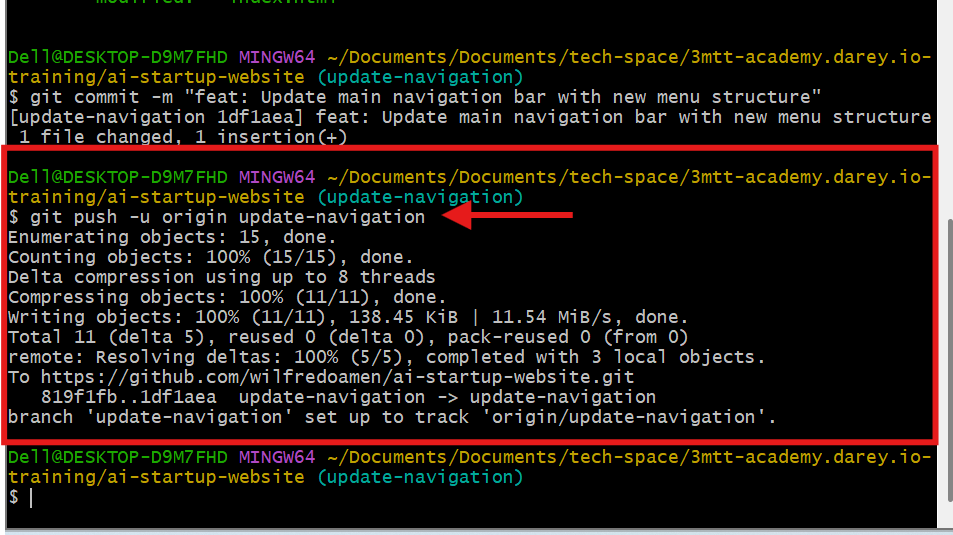 modified:   index.html
Dell@DESKTOP-D9M7FHD MINGW64 ~/Documents/Documents/tech-space/3mtt-academy.darey.io-
training/ai-startup-website (update-navigation)
$ git commit -m "feat: Update main navigation bar with new menu structure"
[update-navigation 1df1aea] feat: Update main navigation bar with new menu structure
 1 file changed, 1 insertion(+)
Dell@DESKTOP-D9M7FHD MINGW64 ~/Documents/Documents/tech-space/3mtt-academy.darey.io-
training/ai-startup-website (update-navigation)
$ git push -u origin update-navigation
Enumerating objects: 15, done.
Counting objects: 100% (15/15), done.
Delta compression using up to 8 threads
Compressing objects: 100% (11/11), done.
Writing objects: 100% (11/11), 138.45 KiB | 11.54 MiB/s, done.
Total 11 (delta 5), reused 0 (delta 0), pack-reused 0 (from 0)
remote: Resolving deltas: 100% (5/5), completed with 3 local objects.
To https://github.com/wilfredoamen/ai-startup-website.git
   819f1fb..1df1aea  update-navigation -> update-navigation
branch 'update-navigation' set up to track 'origin/update-navigation'.
Dell@DESKTOP-D9M7FHD MINGW64 ~/Documents/Documents/tech-space/3mtt-academy.darey.io-
training/ai-startup-website (update-navigation)
$